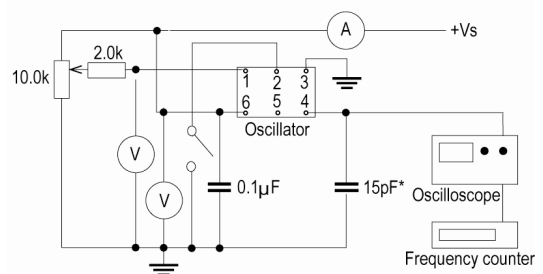 A
+Vs
2.0k
10.0k
1 2 3
6 5 4
Oscillator
V
V
0.1µF
15pF*
Oscilloscope
Frequency counter